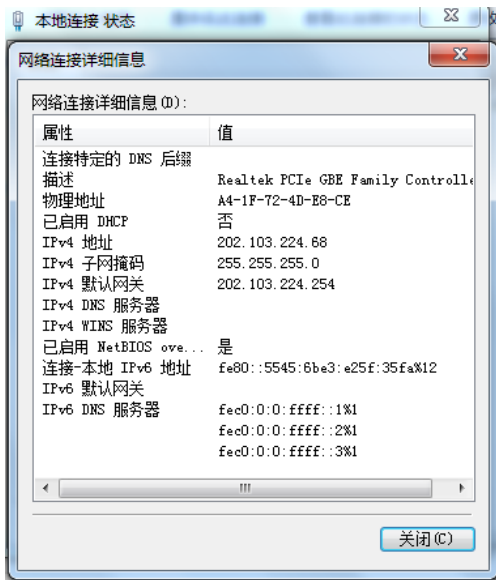 本地连接 状态
网络连接详细信息
网络连接详细信息(D):
属性 值
连接特定的 DNS 后缀
描述 Realtek PCIe GBE Family Controlle
物理地址 A4-1F-72-4D-E8-CE
已启用 DHCP 否
IPv4 地址 202.103.224.68
IPv4 子网掩码 255.255.255.0
IPv4 默认网关 202.103.224.254
IPv4 DNS 服务器
IPv4 WINS 服务器
已启用 NetBIOS ove... 是
连接-本地 IPv6 地址 fe80::5545:6be3:e25f:35fa%12
IPv6 默认网关
IPv6 DNS 服务器 fec0:0:0:ffff::1%1
fec0:0:0:ffff::2%1
fec0:0:0:ffff::3%1
关闭(C)